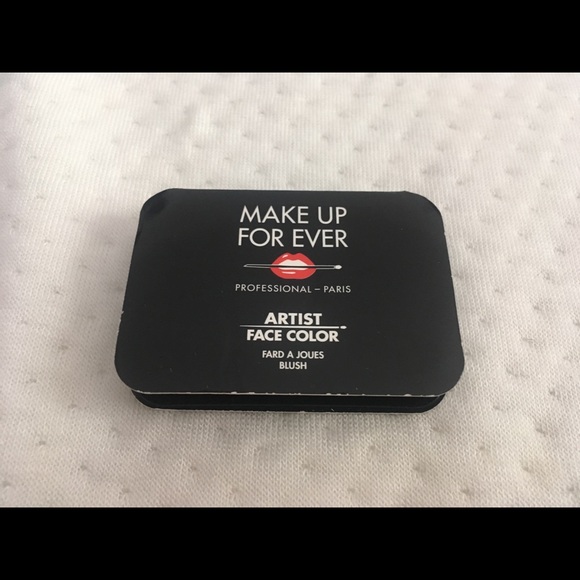 MAKE UP
FOR EVER
PROFESSIONAL – PARIS
ARTIST
FACE COLOR
FARD A JOUES
BLUSH